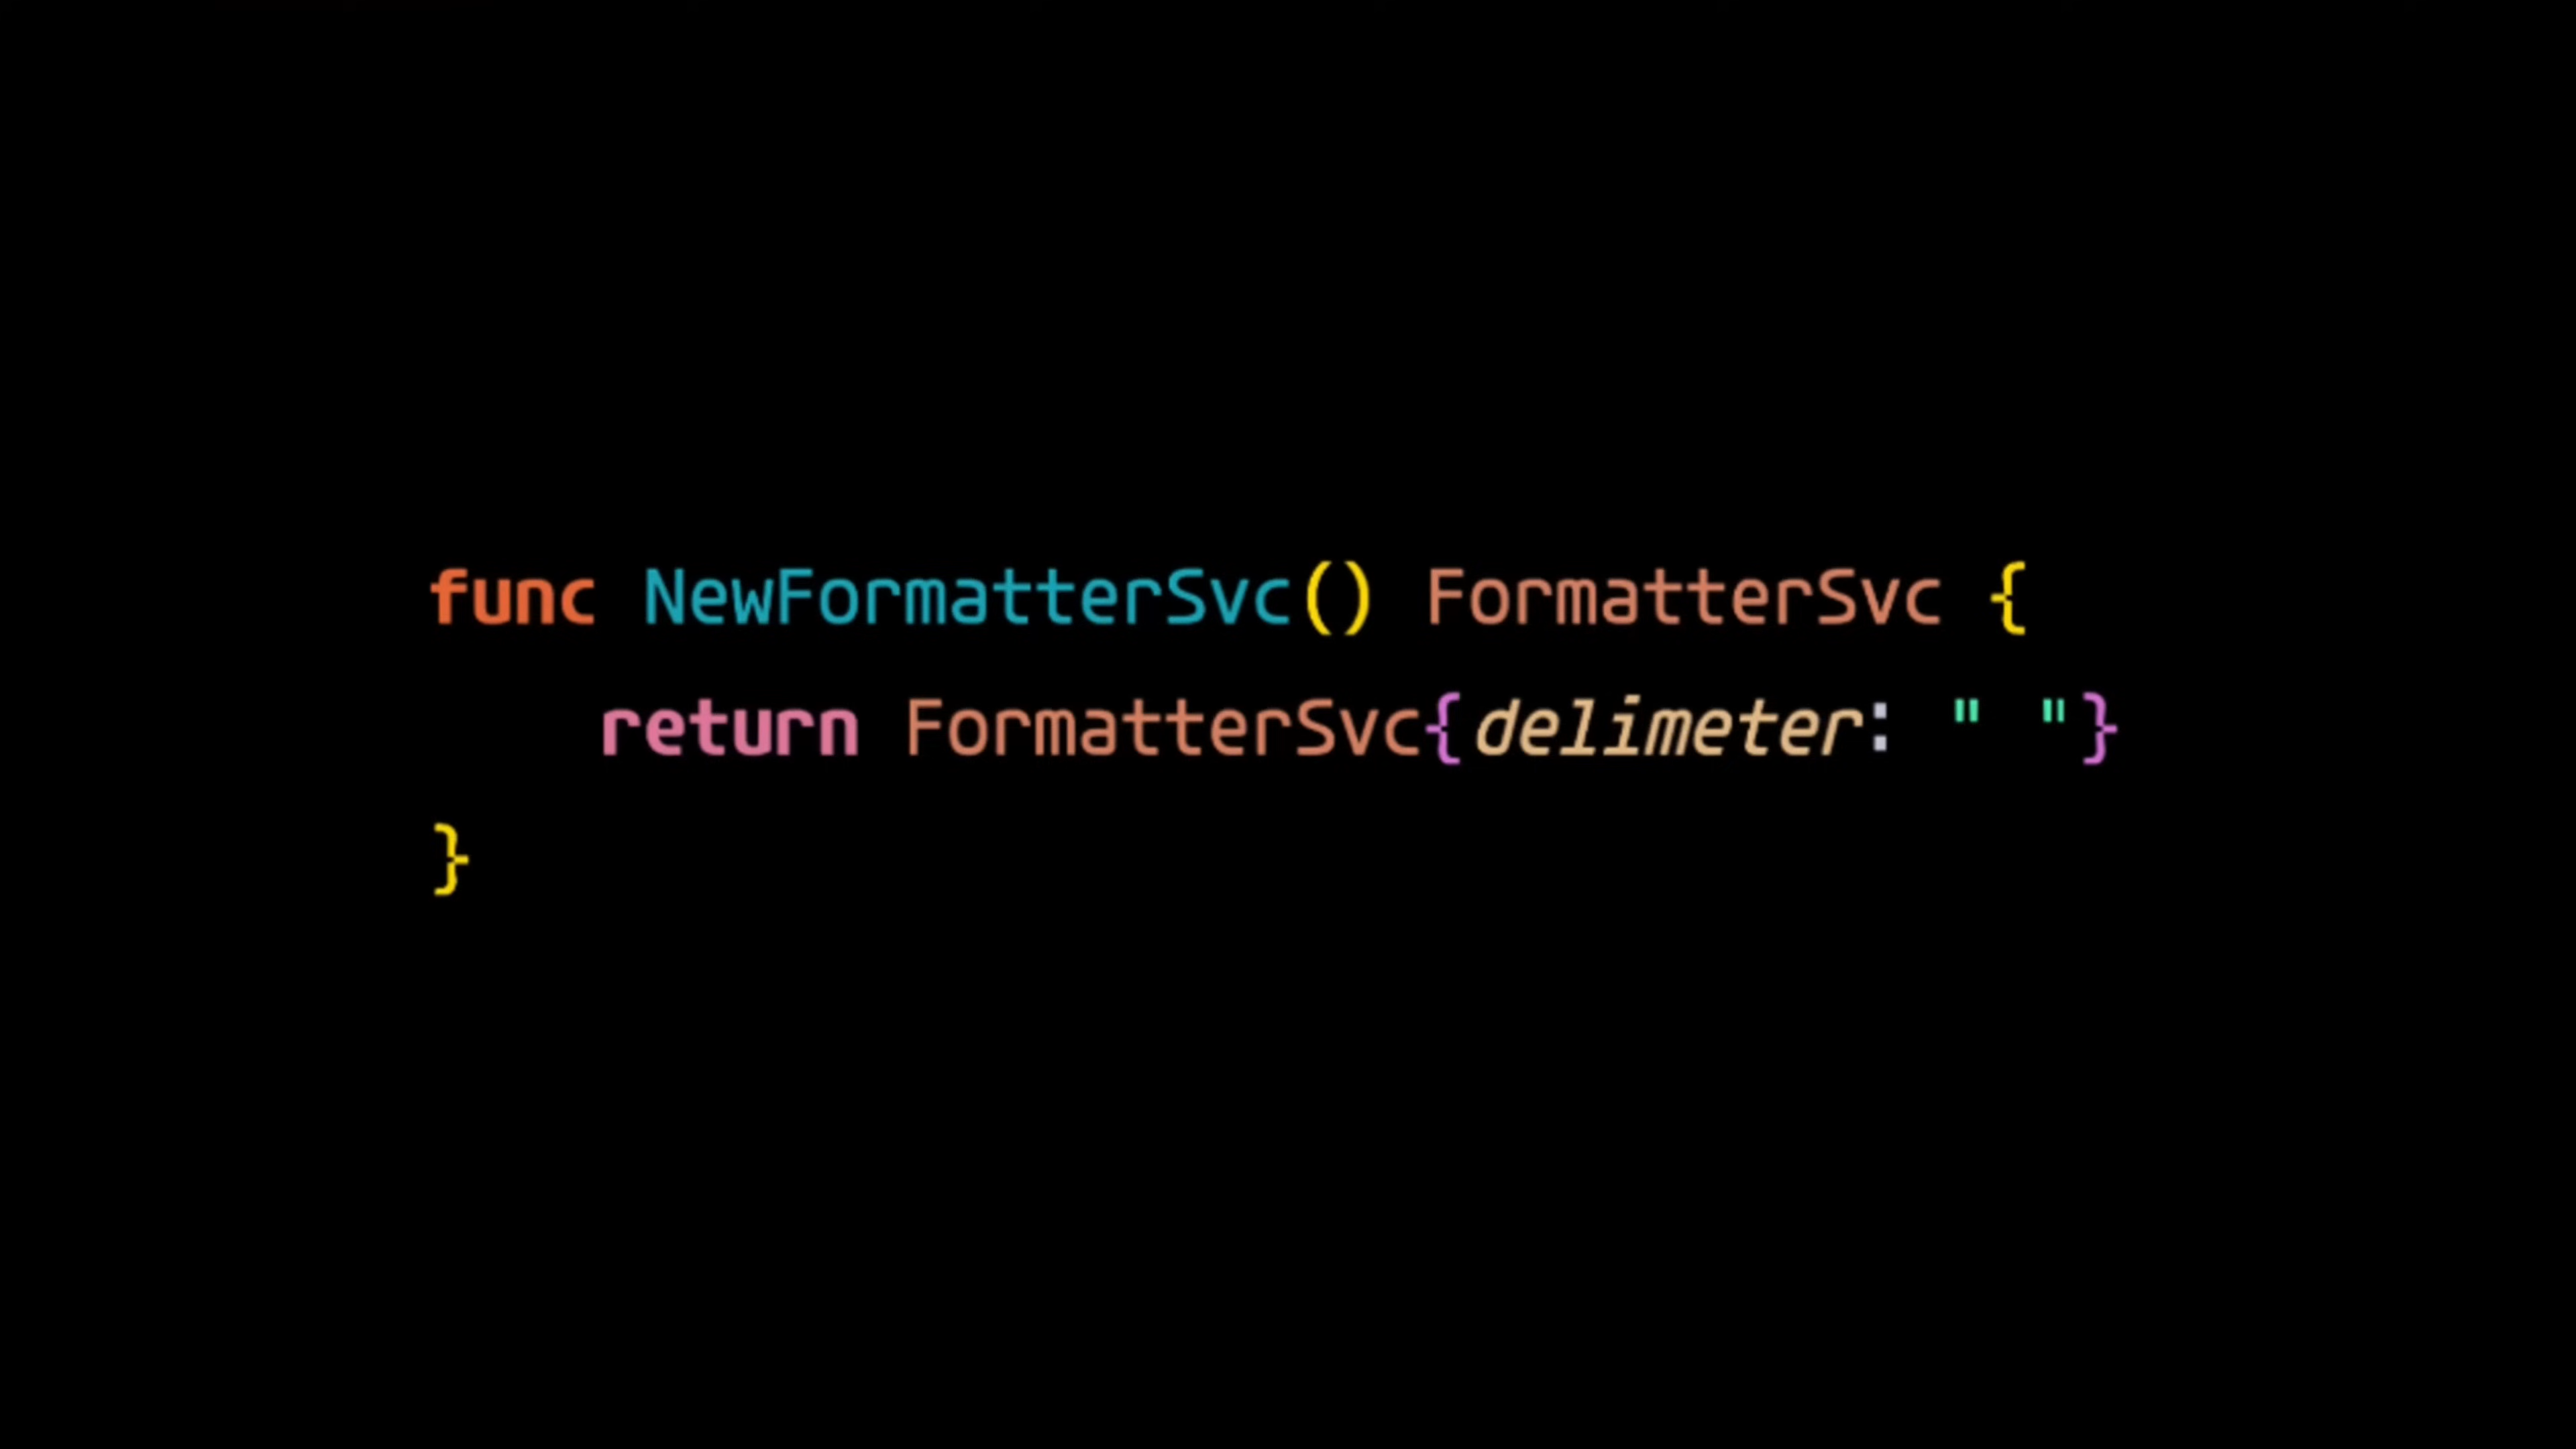 func NewFormatterSvc() FormatterSvc {
    return FormatterSvc{delimeter: " "}
}